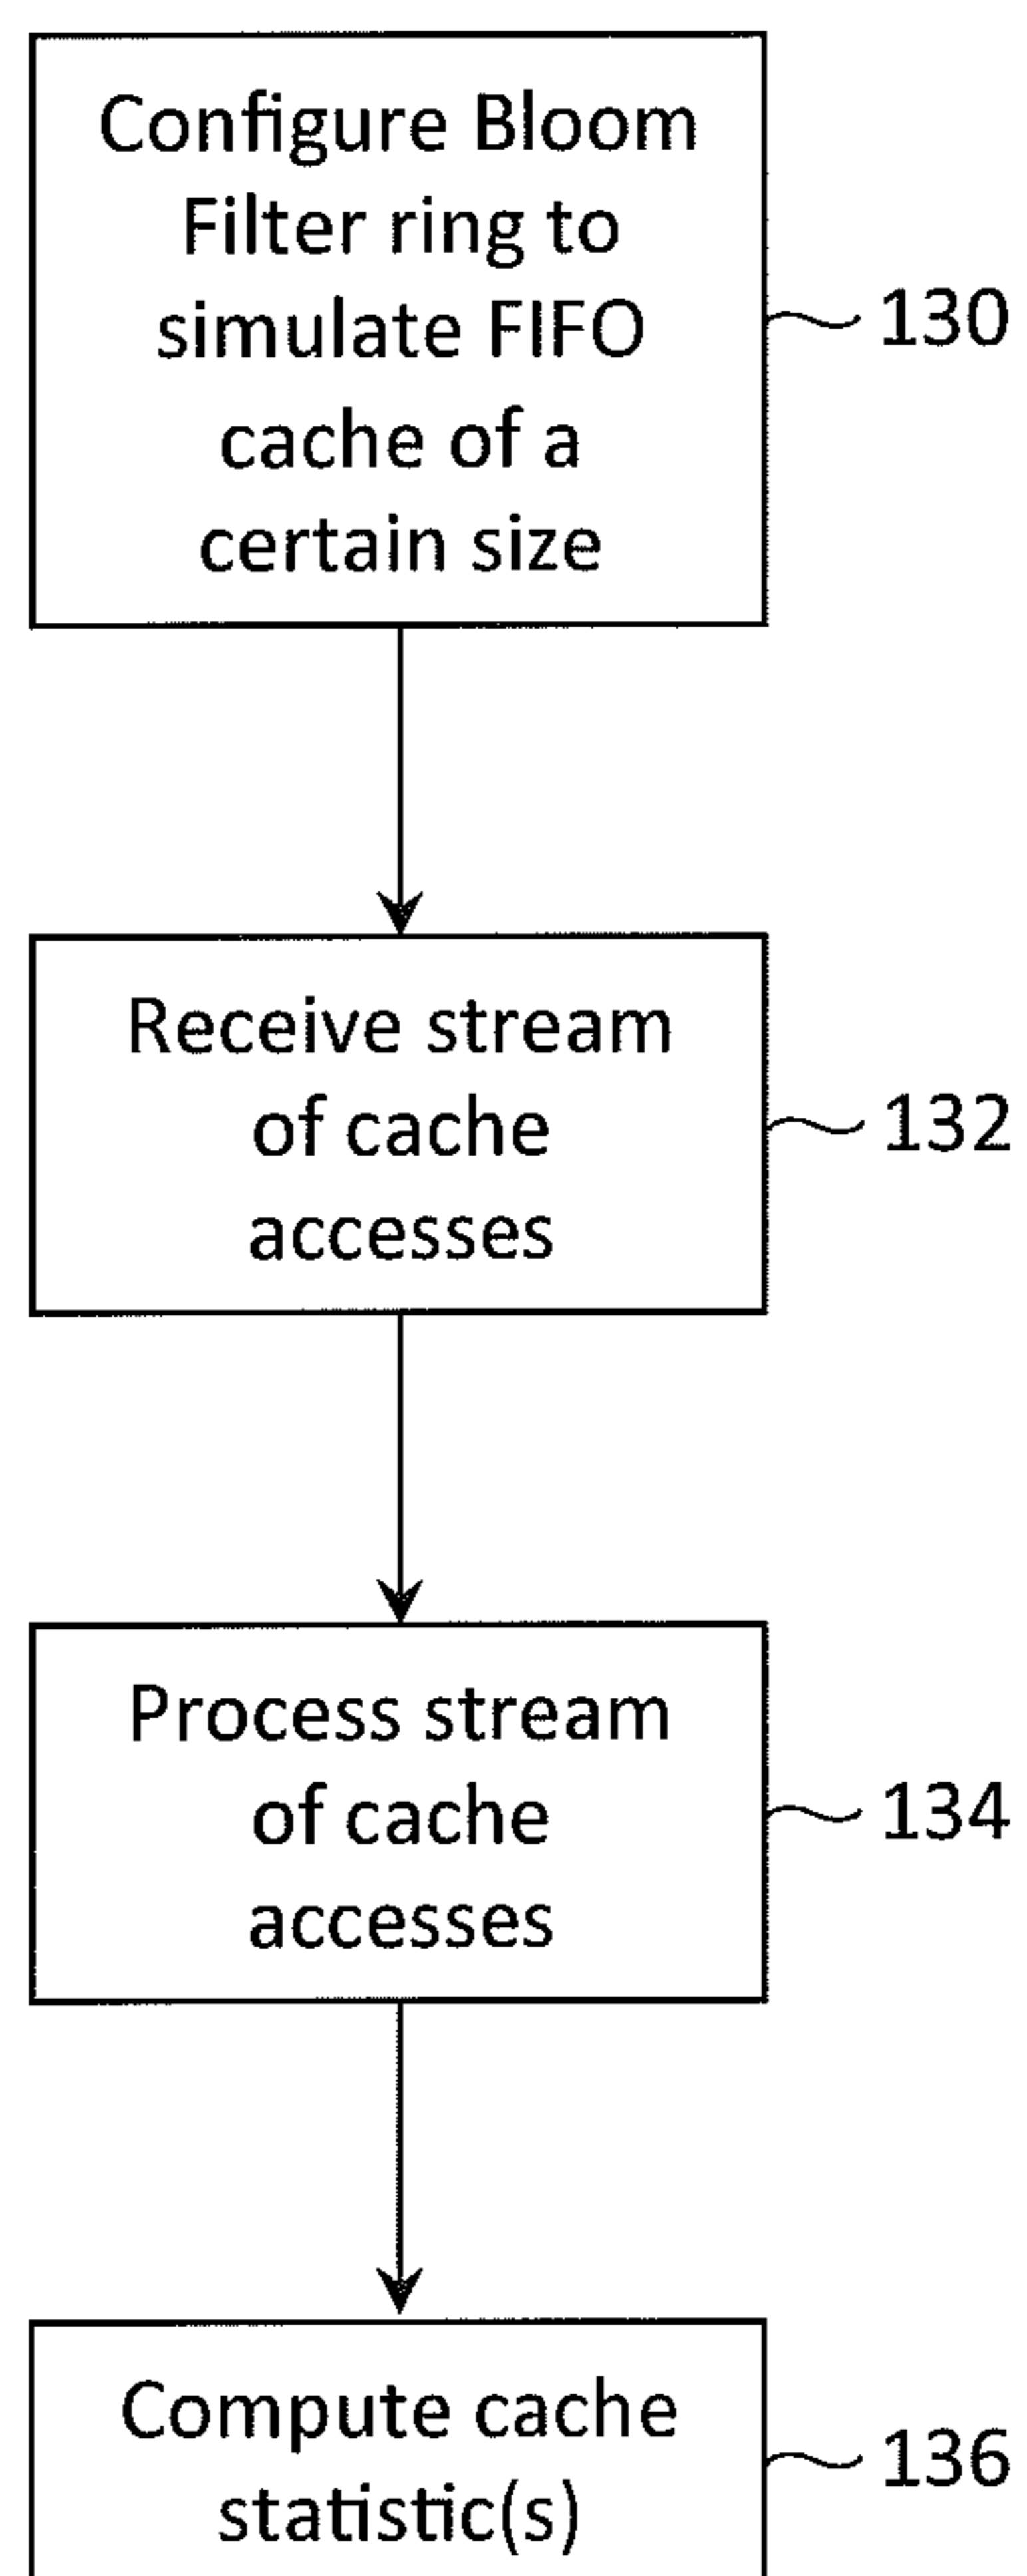 Configure Bloom
Filter ring to
simulate FIFO
cache of a
certain size
130
Receive stream
of cache
accesses
132
Process stream
of cache
accesses
134
Compute cache
statistic(s)
136